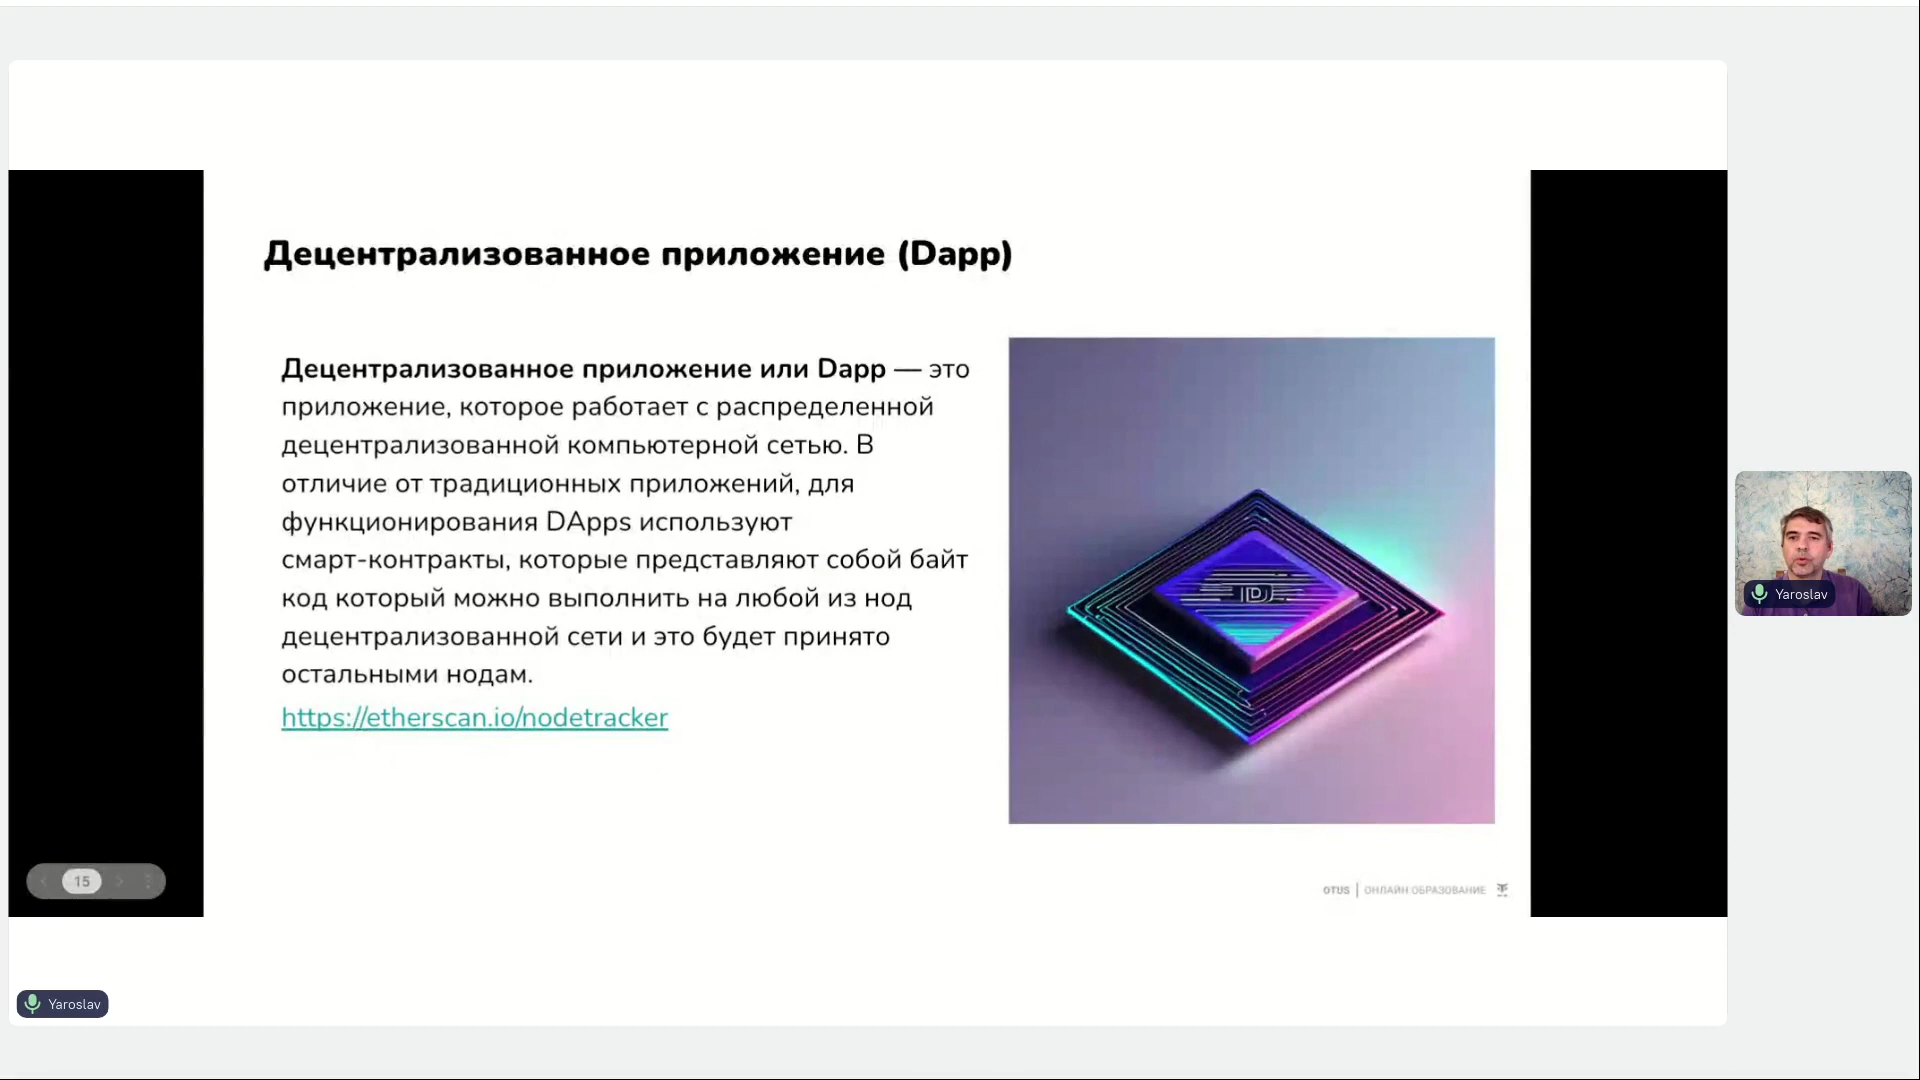 Децентрализованное приложение (Dapp)
Децентрализованное приложение или Dapp — это
приложение, которое работает с распределенной
децентрализованной компьютерной сетью. В
отличие от традиционных приложений, для
функционирования DApps используют
смарт-контракты, которые представляют собой байт
код который можно выполнить на любой из нод
децентрализованной сети и это будет принято
остальными нодам.
https://etherscan.io/nodetracker
15
OTUS | ОНЛАЙН ОБРАЗОВАНИЕ
Yaroslav
Yaroslav